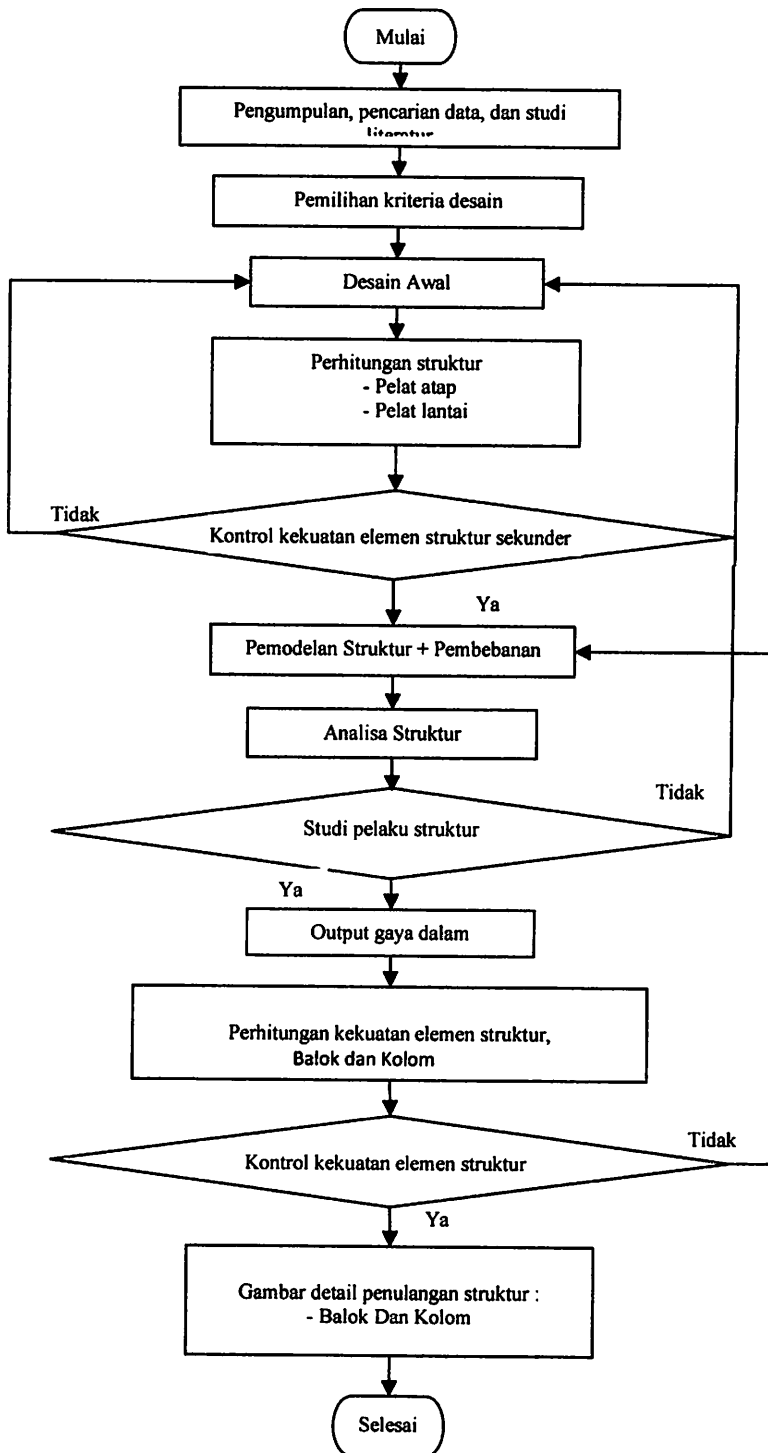 Mulai
Pengumpulan, pencarian data, dan studi
literatur
Pemilihan kriteria desain
Desain Awal
Perhitungan struktur
- Pelat atap
- Pelat lantai
Tidak
Kontrol kekuatan elemen struktur sekunder
Ya
Pemodelan Struktur + Pembebanan
Analisa Struktur
Tidak
Studi pelaku struktur
Ya
Output gaya dalam
Perhitungan kekuatan elemen struktur,
Balok dan Kolom
Tidak
Kontrol kekuatan elemen struktur
Ya
Gambar detail penulangan struktur :
- Balok Dan Kolom
Selesai